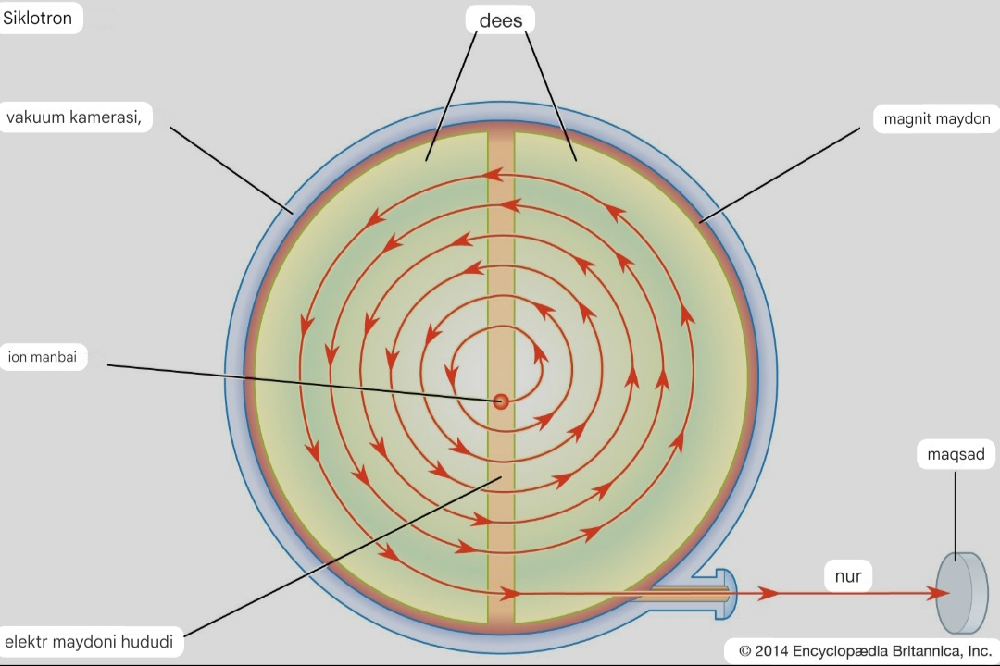 Siklotron
dees
vakuum kamerasi,
magnit maydon
ion manbai
maqsad
nur
elektr maydoni hududi
© 2014 Encyclopædia Britannica, Inc.